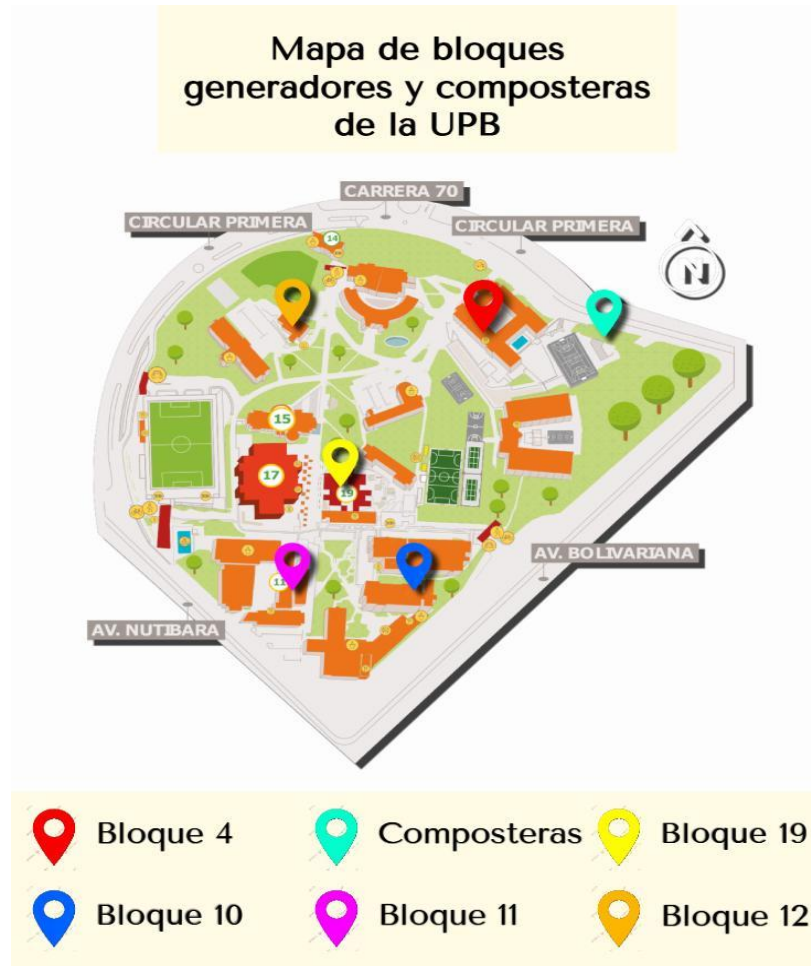 Mapa de bloques
generadores y composteras
de la UPB
CARRERA 70
CIRCULAR PRIMERA
CIRCULAR PRIMERA
14
N
15
17
19
11
AV. BOLIVARIANA
AV. NUTIBARA
Bloque 4
Composteras
Bloque 19
Bloque 10
Bloque 11
Bloque 12